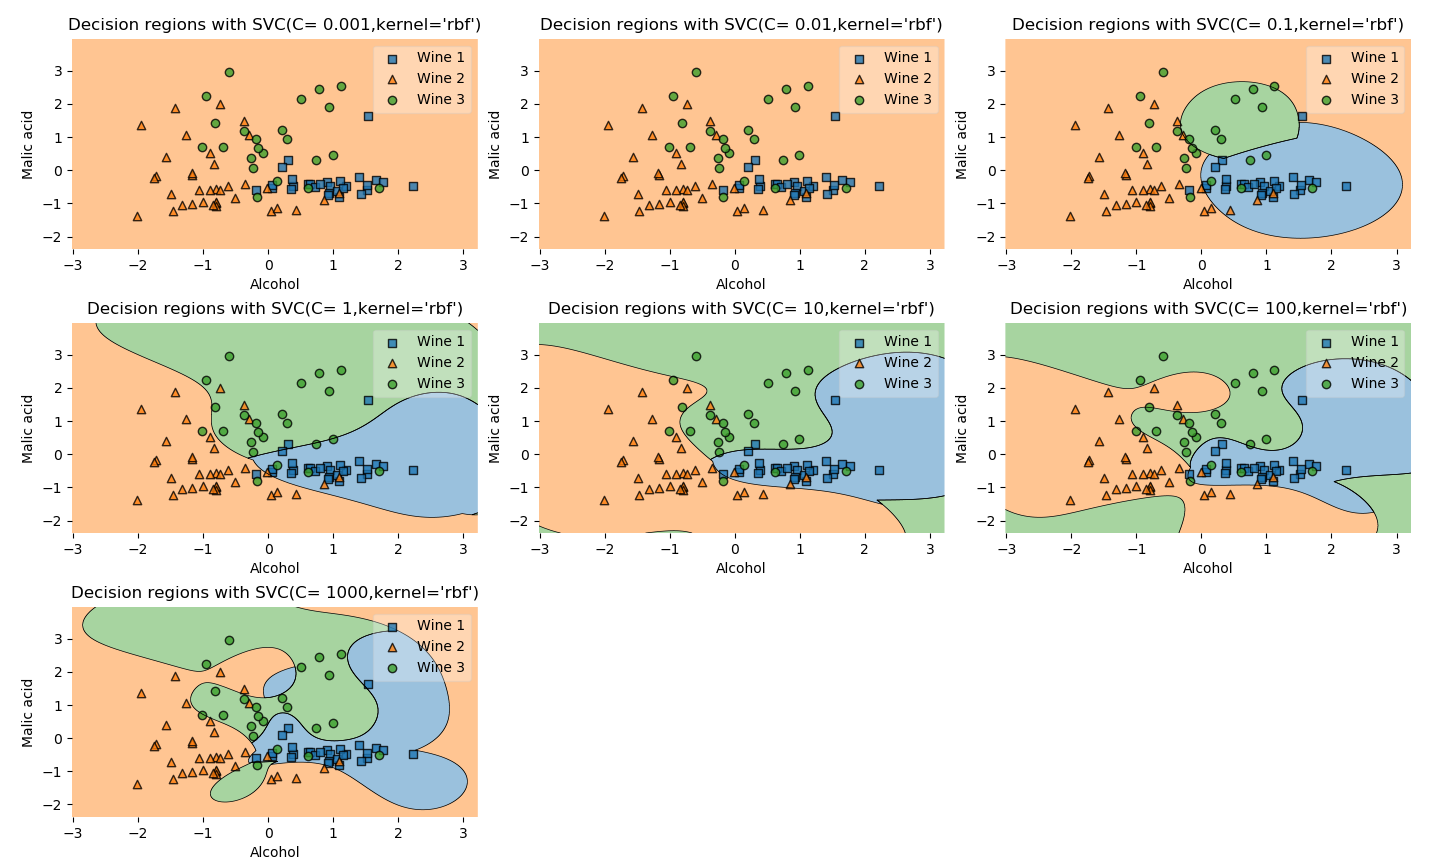 Decision regions with SVC(C= 0.001,kernel='rbf')
Wine 1
Wine 2
Wine 3
Malic acid
3
2
1
0
−1
−2
−3 −2 −1 0 1 2 3
Alcohol
Decision regions with SVC(C= 0.01,kernel='rbf')
Wine 1
Wine 2
Wine 3
Malic acid
3
2
1
0
−1
−2
−3 −2 −1 0 1 2 3
Alcohol
Decision regions with SVC(C= 0.1,kernel='rbf')
Wine 1
Wine 2
Wine 3
Malic acid
3
2
1
0
−1
−2
−3 −2 −1 0 1 2 3
Alcohol
Decision regions with SVC(C= 1,kernel='rbf')
Wine 1
Wine 2
Wine 3
Malic acid
3
2
1
0
−1
−2
−3 −2 −1 0 1 2 3
Alcohol
Decision regions with SVC(C= 10,kernel='rbf')
Wine 1
Wine 2
Wine 3
Malic acid
3
2
1
0
−1
−2
−3 −2 −1 0 1 2 3
Alcohol
Decision regions with SVC(C= 100,kernel='rbf')
Wine 1
Wine 2
Wine 3
Malic acid
3
2
1
0
−1
−2
−3 −2 −1 0 1 2 3
Alcohol
Decision regions with SVC(C= 1000,kernel='rbf')
Wine 1
Wine 2
Wine 3
Malic acid
3
2
1
0
−1
−2
−3 −2 −1 0 1 2 3
Alcohol